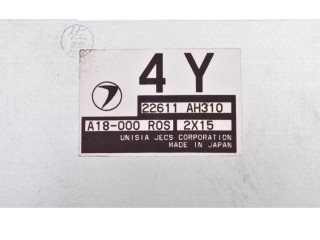 4 Y
22611 AH310
A18-000 R0S 2X15
UNISIA JECS CORPORATION
MADE IN JAPAN